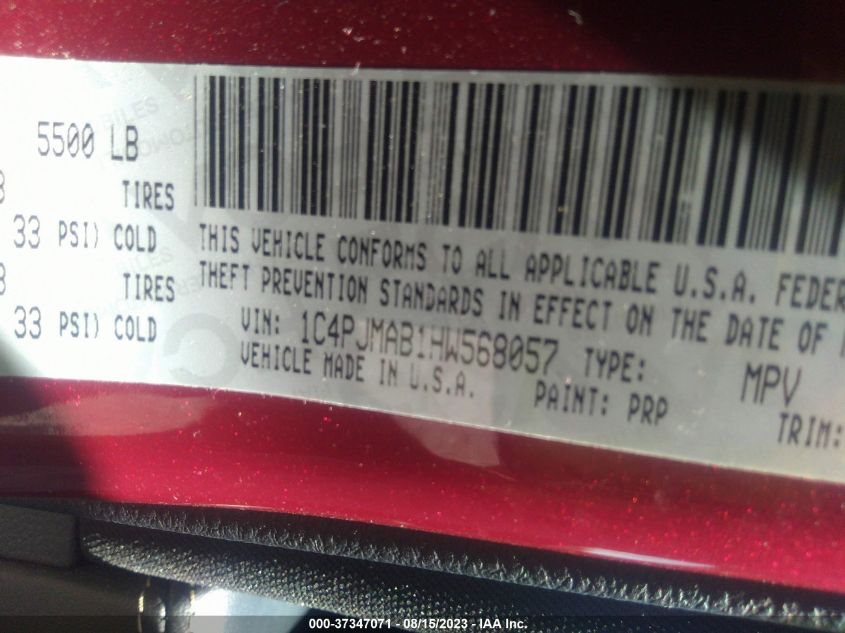 5500 LB
TIRES
33 PSI) COLD
TIRES
33 PSI) COLD
THIS VEHICLE CONFORMS TO ALL APPLICABLE U.S.A. FEDER
THEFT PREVENTION STANDARDS IN EFFECT ON THE DATE OF
VIN: 1C4PJMAB1HW568057 TYPE: MPV
VEHICLE MADE IN U.S.A. PAINT: PRP TRIM:
000-37347071 - 08/15/2023 - IAA Inc.